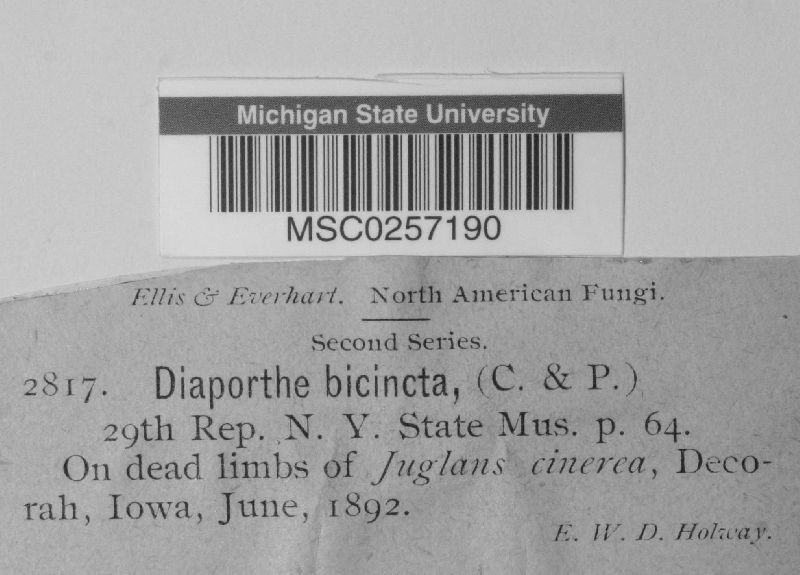 Michigan State University
MSC0257190
Ellis & Everhart. North American Fungi.
Second Series.
2817. Diaporthe bicincta, (C. & P.)
29th Rep. N. Y. State Mus. p. 64.
On dead limbs of Juglans cinerea, Deco-
rah, Iowa, June, 1892.
E. W. D. Holway.